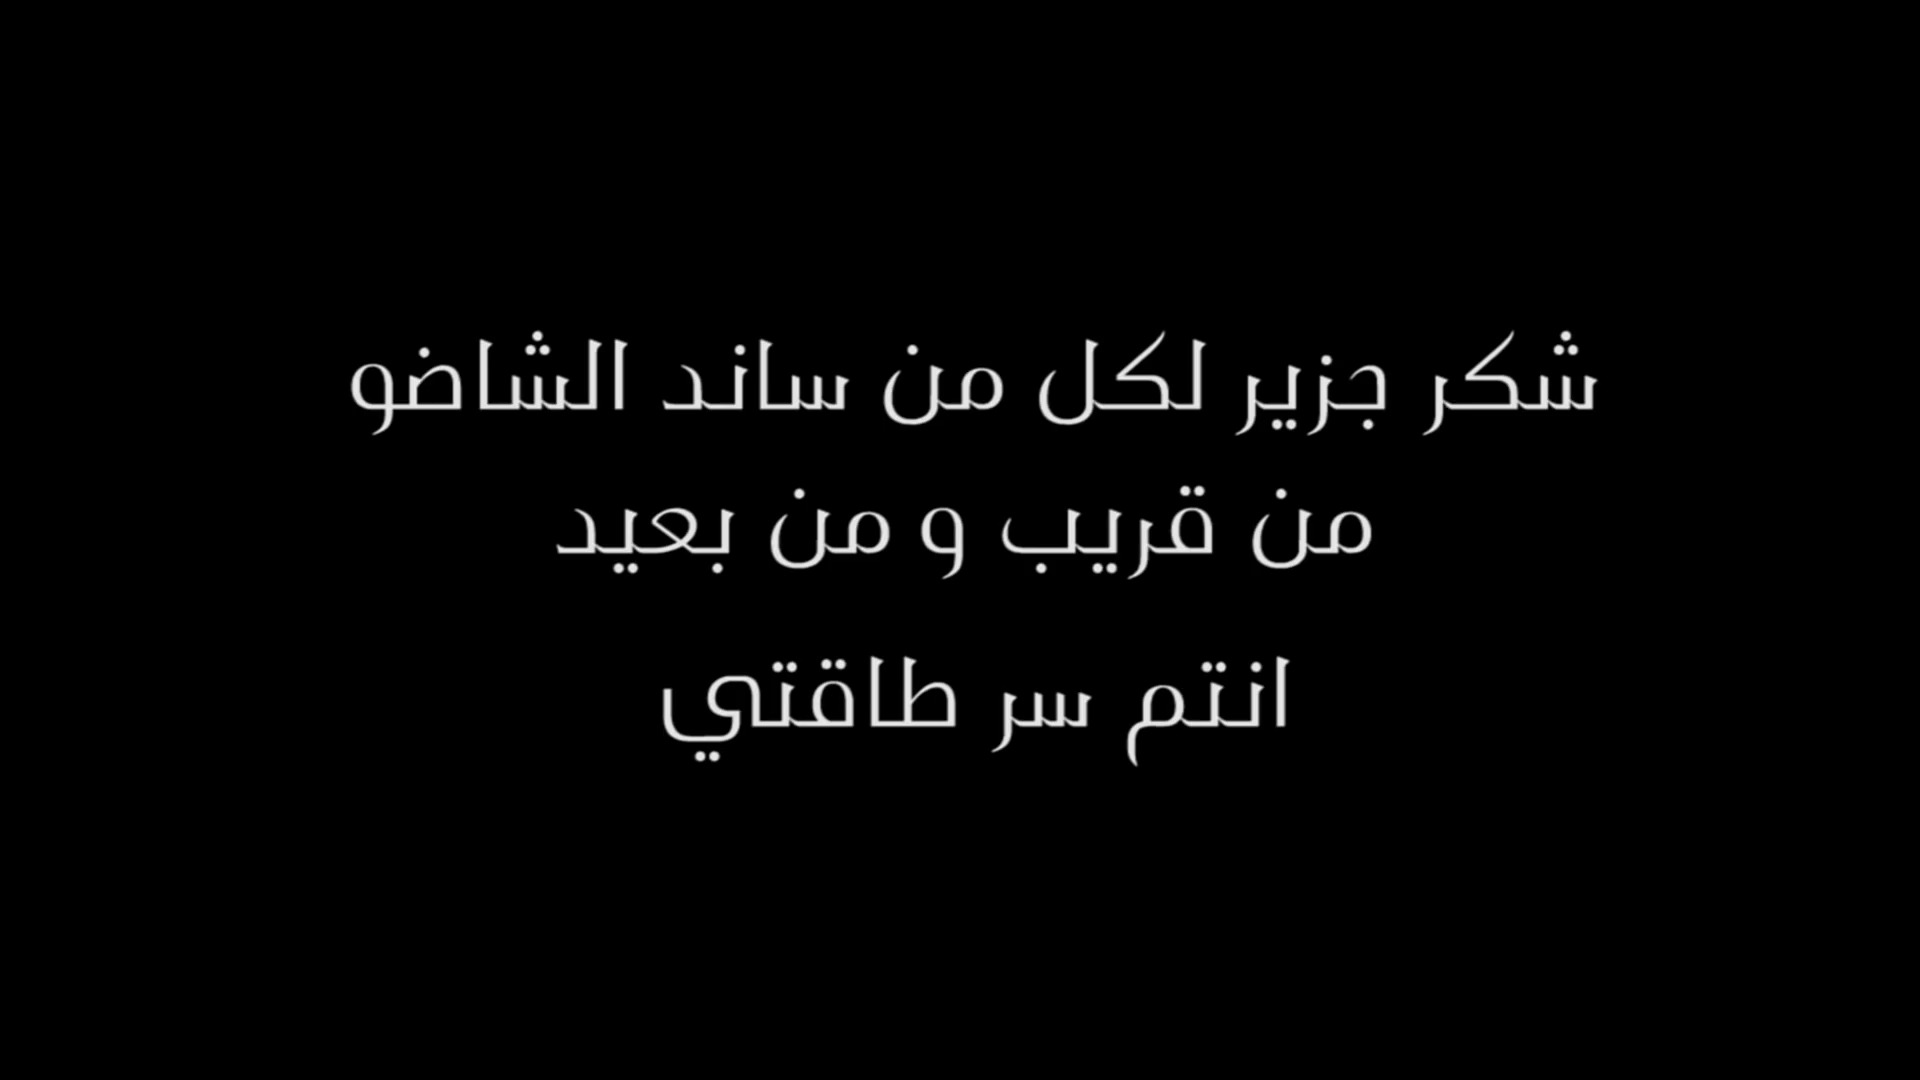 شكر جزير لكل من ساند الشاضو
من قريب و من بعيد
انتم سر طاقتي